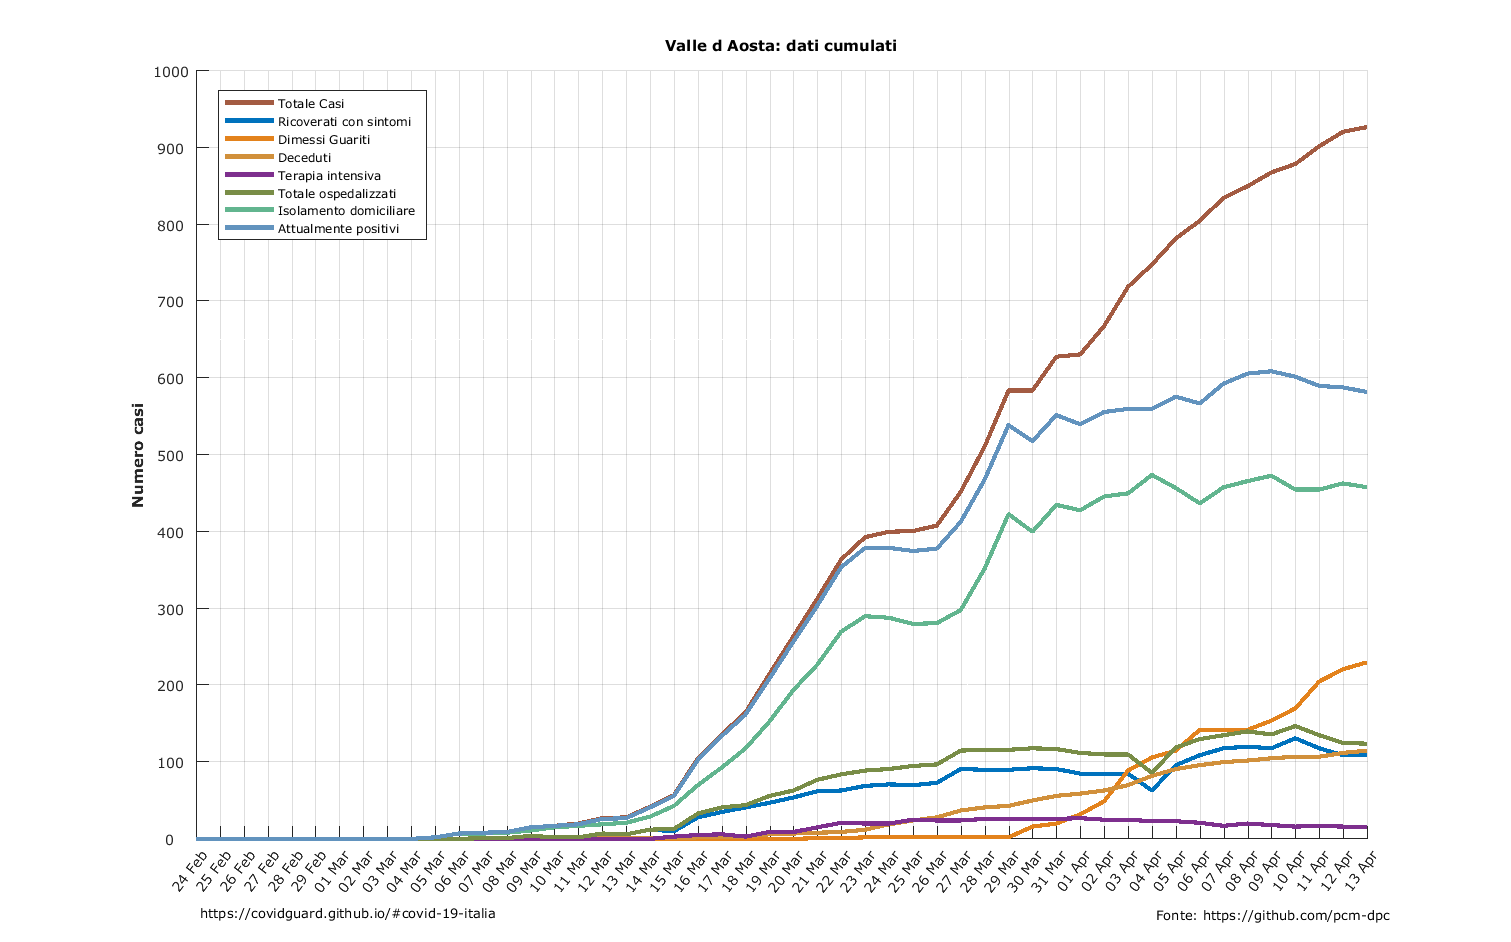 Valle d Aosta: dati cumulati
1000
900
800
700
600
500
400
300
200
100
0
Numero casi
Totale Casi
Ricoverati con sintomi
Dimessi Guariti
Deceduti
Terapia intensiva
Totale ospedalizzati
Isolamento domiciliare
Attualmente positivi
24 Feb
25 Feb
26 Feb
27 Feb
28 Feb
29 Feb
01 Mar
02 Mar
03 Mar
04 Mar
05 Mar
06 Mar
07 Mar
08 Mar
09 Mar
10 Mar
11 Mar
12 Mar
13 Mar
14 Mar
15 Mar
16 Mar
17 Mar
18 Mar
19 Mar
20 Mar
21 Mar
22 Mar
23 Mar
24 Mar
25 Mar
26 Mar
27 Mar
28 Mar
29 Mar
30 Mar
31 Mar
01 Apr
02 Apr
03 Apr
04 Apr
05 Apr
06 Apr
07 Apr
08 Apr
09 Apr
10 Apr
11 Apr
12 Apr
13 Apr
https://covidguard.github.io/#covid-19-italia
Fonte: https://github.com/pcm-dpc